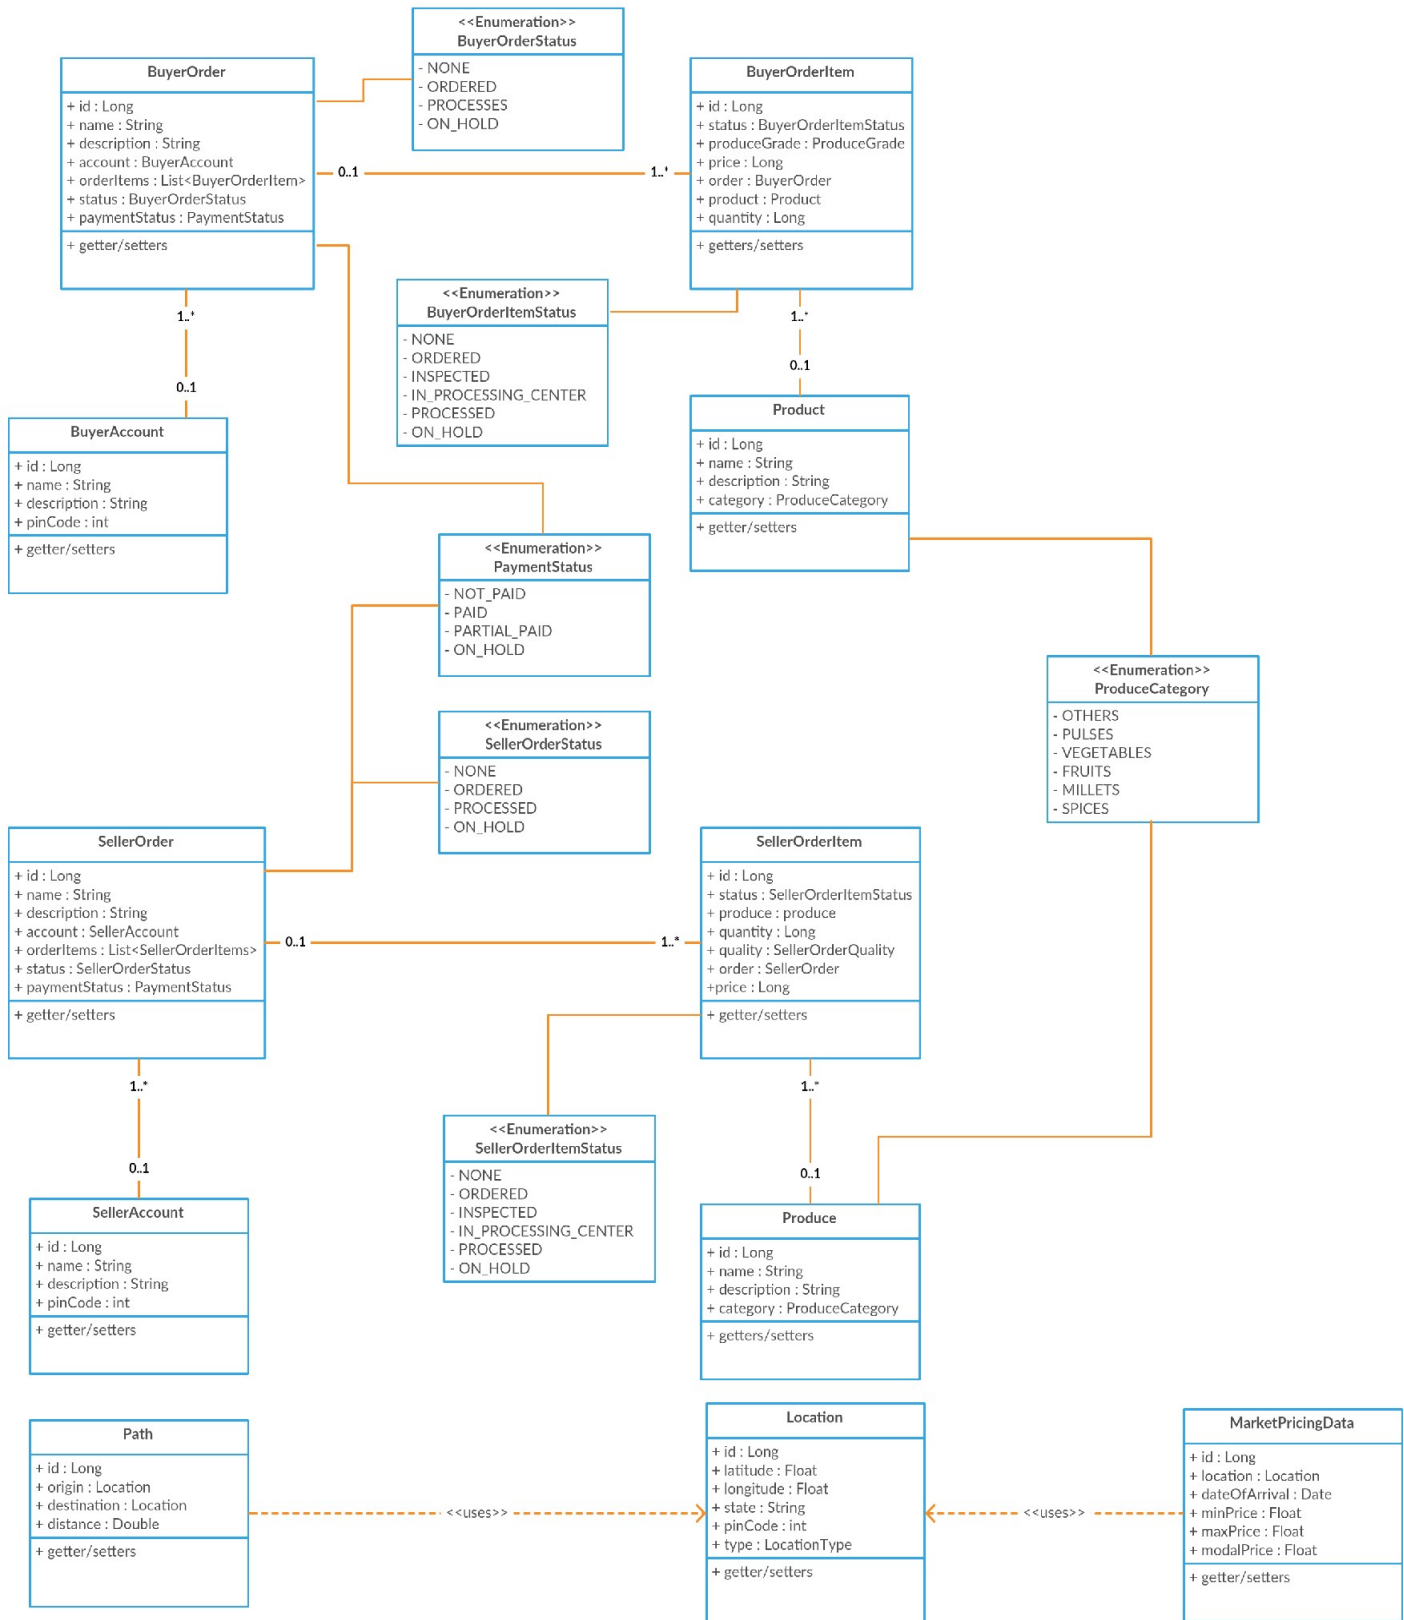 <<Enumeration>>
BuyerOrderStatus
- NONE
- ORDERED
- PROCESSES
- ON_HOLD
BuyerOrder
+ id : Long
+ name : String
+ description : String
+ account : BuyerAccount
+ orderItems : List<BuyerOrderItem>
+ status : BuyerOrderStatus
+ paymentStatus : PaymentStatus
+ getter/setters
BuyerOrderItem
+ id : Long
+ status : BuyerOrderItemStatus
+ produceGrade : ProduceGrade
+ price : Long
+ order : BuyerOrder
+ product : Product
+ quantity : Long
+ getters/setters
0..1
1..*
<<Enumeration>>
BuyerOrderItemStatus
- NONE
- ORDERED
- INSPECTED
- IN_PROCESSING_CENTER
- PROCESSED
- ON_HOLD
1..*
0..1
1..*
0..1
BuyerAccount
+ id : Long
+ name : String
+ description : String
+ pinCode : int
+ getter/setters
Product
+ id : Long
+ name : String
+ description : String
+ category : ProduceCategory
+ getter/setters
<<Enumeration>>
PaymentStatus
- NOT_PAID
- PAID
- PARTIAL_PAID
- ON_HOLD
<<Enumeration>>
ProduceCategory
- OTHERS
- PULSES
- VEGETABLES
- FRUITS
- MILLETS
- SPICES
<<Enumeration>>
SellerOrderStatus
- NONE
- ORDERED
- PROCESSED
- ON_HOLD
SellerOrder
+ id : Long
+ name : String
+ description : String
+ account : SellerAccount
+ orderItems : List<SellerOrderItems>
+ status : SellerOrderStatus
+ paymentStatus : PaymentStatus
+ getter/setters
0..1
1..*
SellerOrderItem
+ id : Long
+ status : SellerOrderItemStatus
+ produce : produce
+ quantity : Long
+ quality : SellerOrderQuality
+ order : SellerOrder
+price : Long
+ getter/setters
1..*
0..1
1..*
0..1
<<Enumeration>>
SellerOrderItemStatus
- NONE
- ORDERED
- INSPECTED
- IN_PROCESSING_CENTER
- PROCESSED
- ON_HOLD
SellerAccount
+ id : Long
+ name : String
+ description : String
+ pinCode : int
+ getter/setters
Produce
+ id : Long
+ name : String
+ description : String
+ category : ProduceCategory
+ getters/setters
Path
+ id : Long
+ origin : Location
+ destination : Location
+ distance : Double
+ getter/setters
<<uses>>
Location
+ id : Long
+ latitude : Float
+ longitude : Float
+ state : String
+ pinCode : int
+ type : LocationType
+ getter/setters
<<uses>>
MarketPricingData
+ id : Long
+ location : Location
+ dateOfArrival : Date
+ minPrice : Float
+ maxPrice : Float
+ modalPrice : Float
+ getter/setters